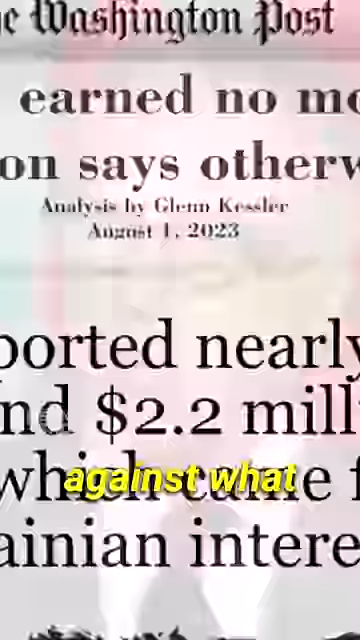 e Washington Post
earned no mo
on says otherw
Analysis by Glenn Kessler
August 1, 2023
ported nearly
nd $2.2 mill
which came f
against what
ainian intere